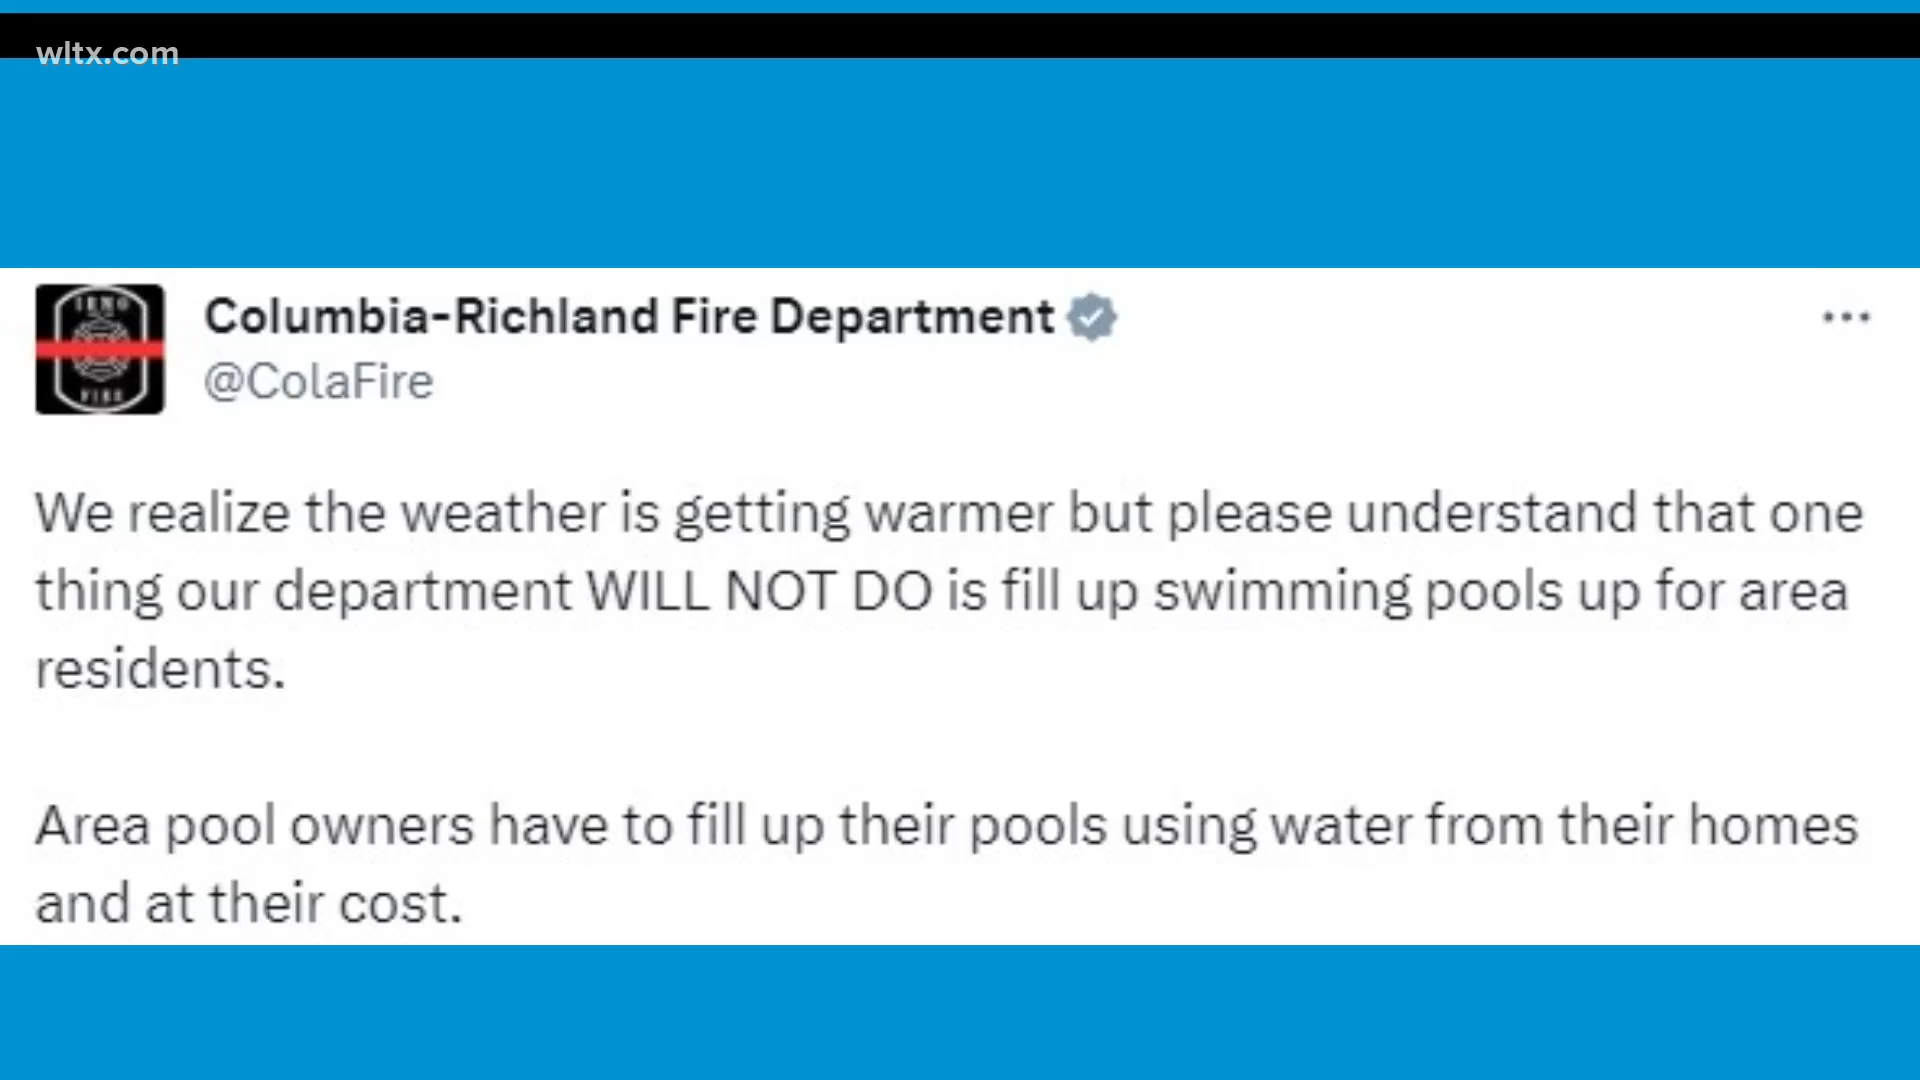 wltx.com
IRMO
FIRE
Columbia-Richland Fire Department
@ColaFire
We realize the weather is getting warmer but please understand that one
thing our department WILL NOT DO is fill up swimming pools up for area
residents.
Area pool owners have to fill up their pools using water from their homes
and at their cost.